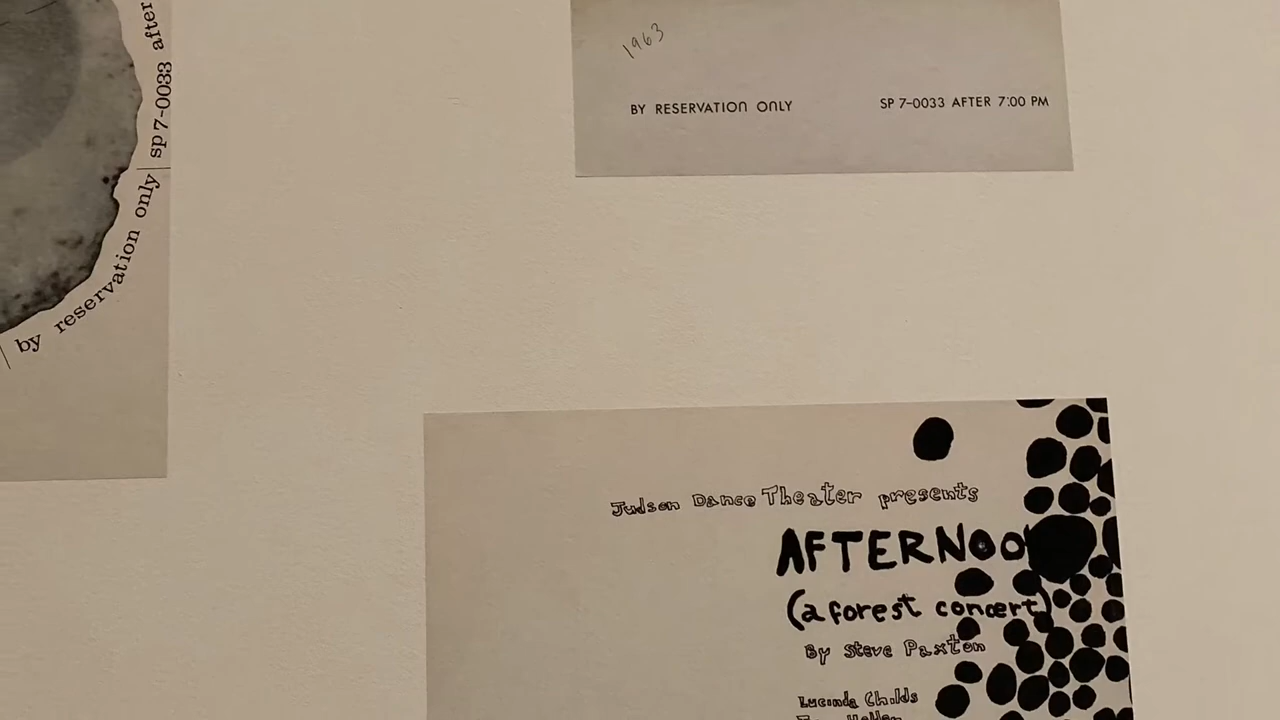 by reservation only | sp 7-0033 after
1963
BY RESERVATION ONLY
SP 7-0033 AFTER 7:00 PM
Judson Dance Theater presents
AFTERNOO
(a forest concert)
By Steve Paxton
Lucinda Childs